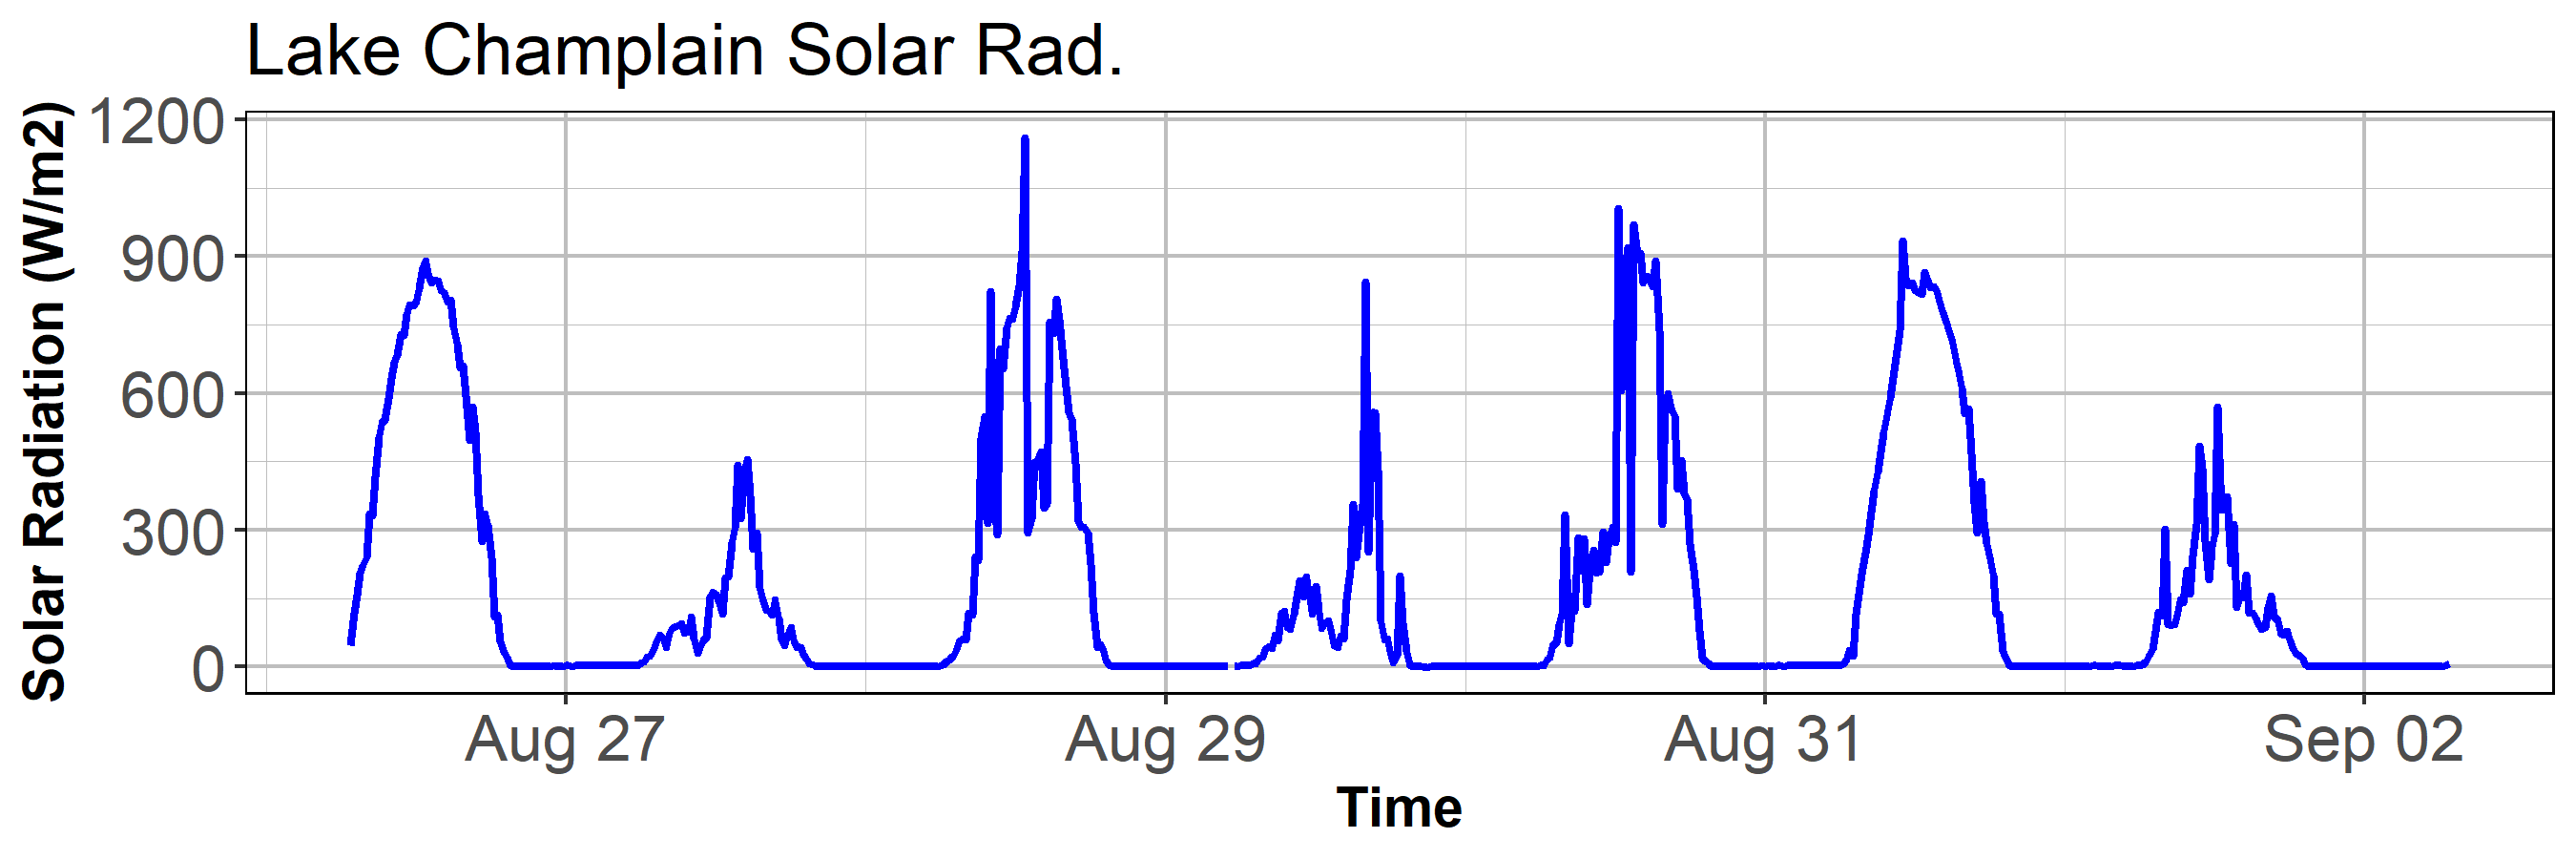 Lake Champlain Solar Rad.
Solar Radiation (W/m2)
1200
900
600
300
0
Aug 27 Aug 29 Aug 31 Sep 02
Time